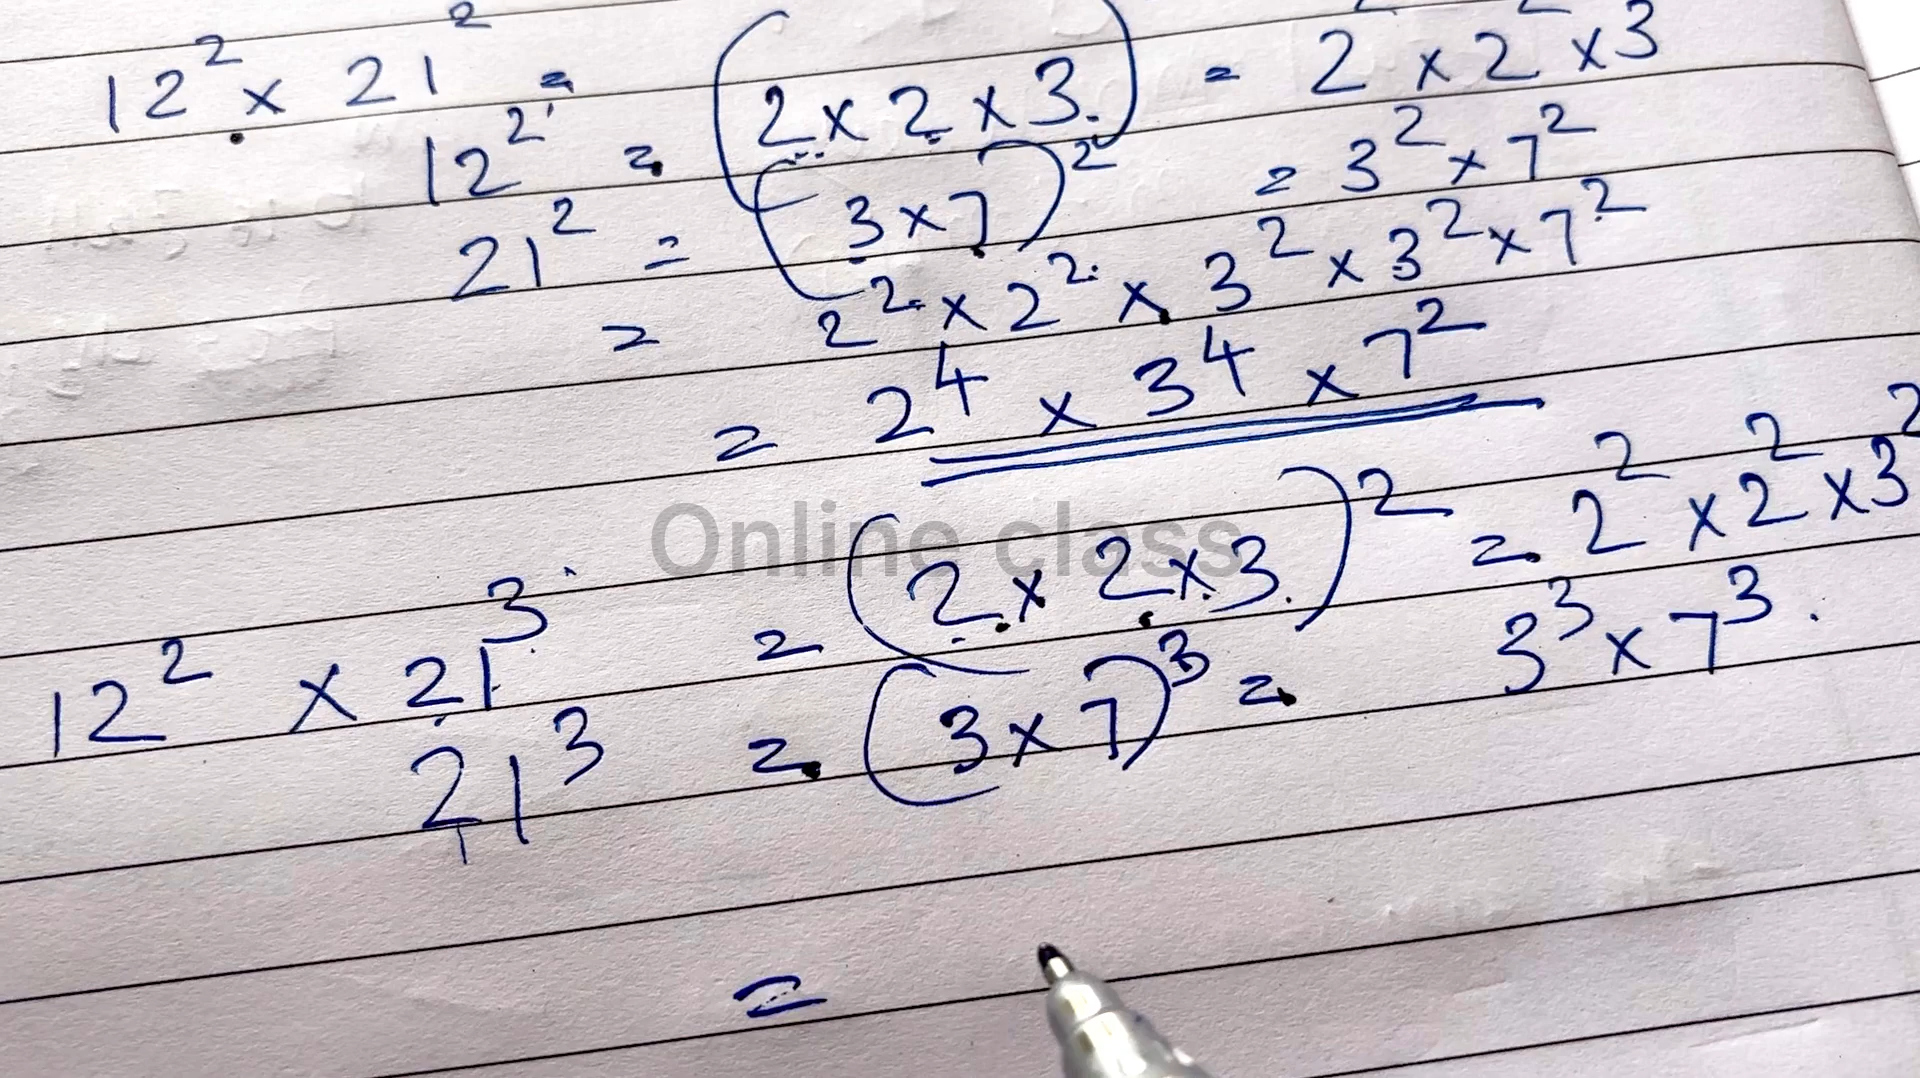 12² × 21² =
12² = (2 × 2 × 3) = 2² × 2² × 3
21² = (3 × 7)² = 3² × 7²
= 2² × 2² × 3² × 3² × 7²
= 2⁴ × 3⁴ × 7²
Online class
12² × 21³ = (2 × 2 × 3)² = 2² × 2² × 3²
21³ = (3 × 7)³ = 3³ × 7³.
=